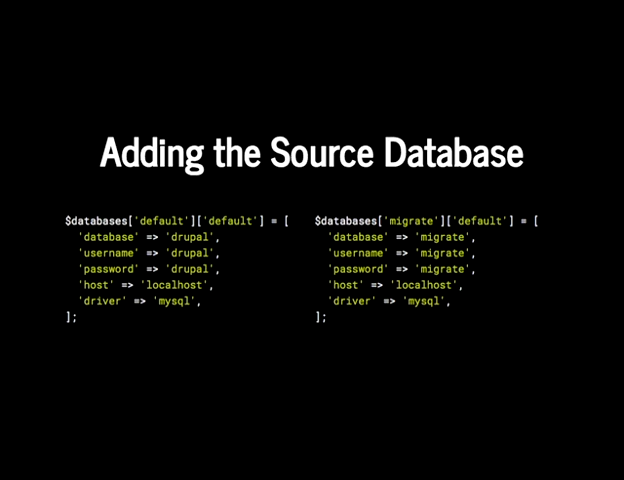 Adding the Source Database
$databases['default']['default'] = [
  'database' => 'drupal',
  'username' => 'drupal',
  'password' => 'drupal',
  'host' => 'localhost',
  'driver' => 'mysql',
];
$databases['migrate']['default'] = [
  'database' => 'migrate',
  'username' => 'migrate',
  'password' => 'migrate',
  'host' => 'localhost',
  'driver' => 'mysql',
];